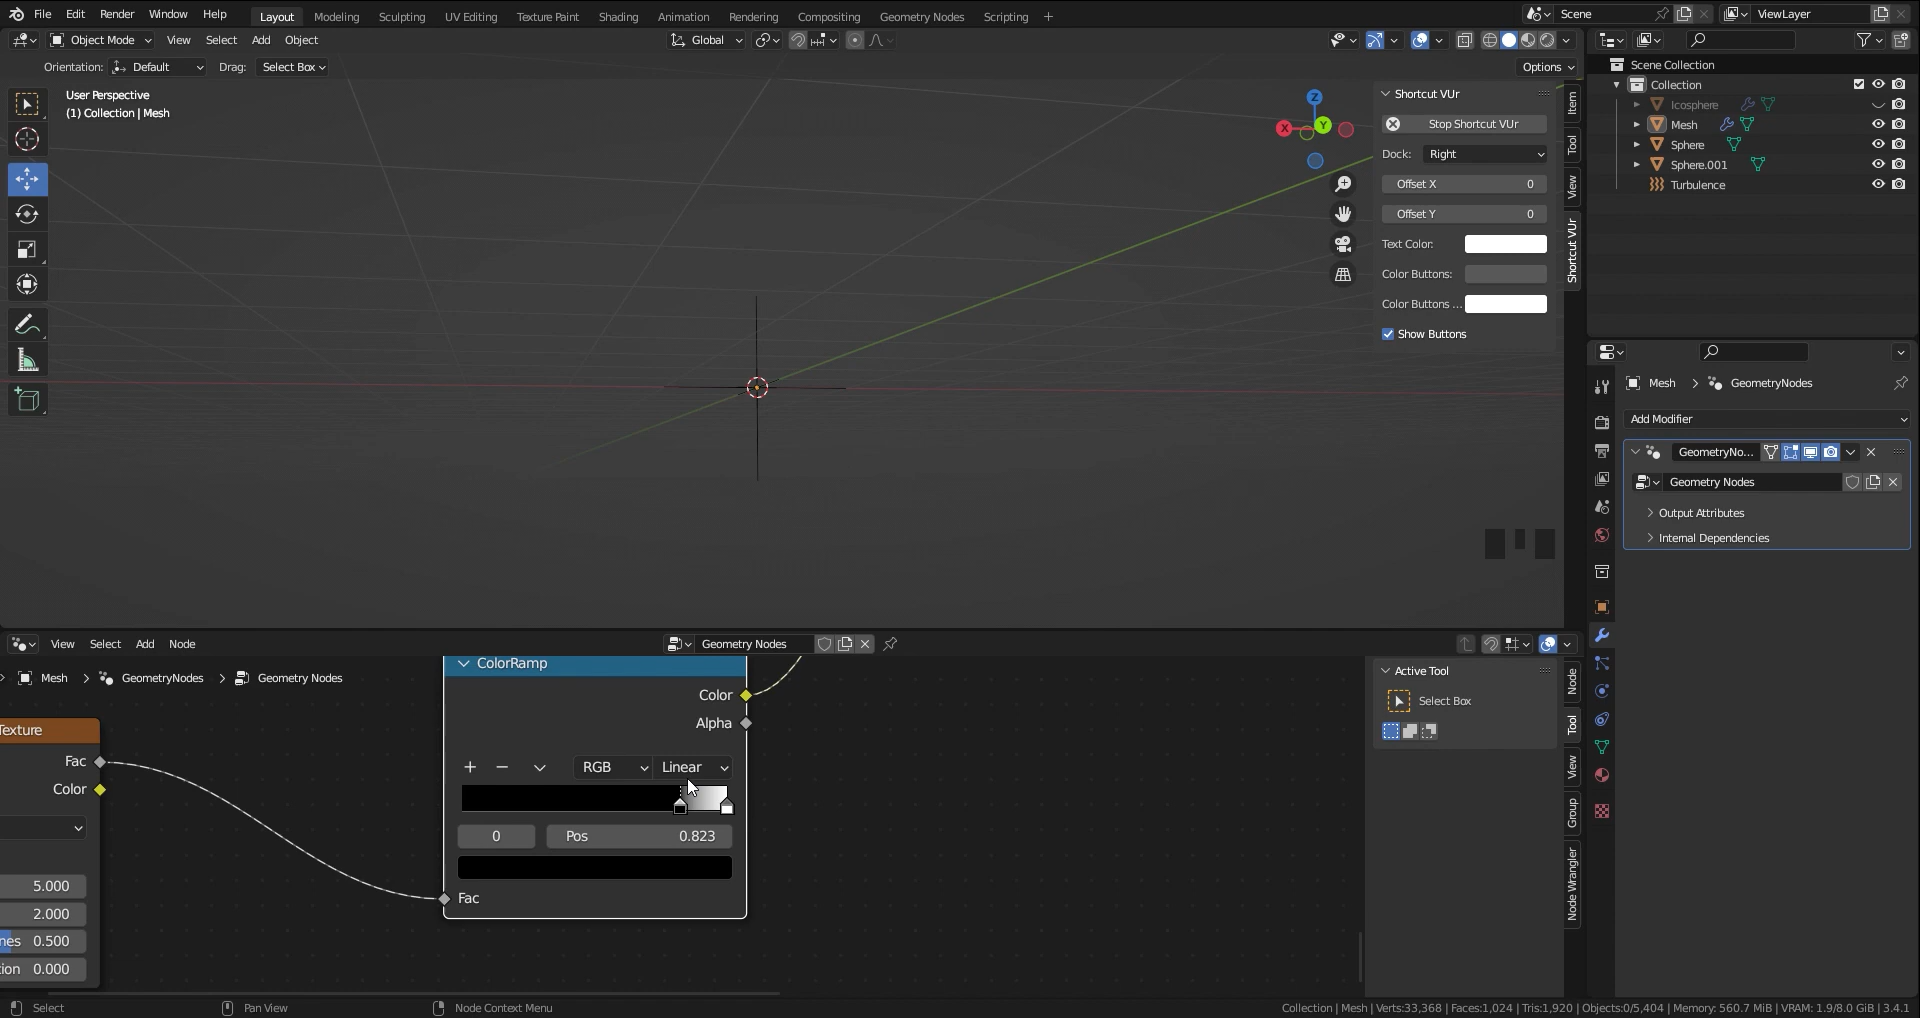 File Edit Render Window Help Layout Modeling Sculpting UV Editing Texture Paint Shading Animation Rendering Compositing Geometry Nodes Scripting + Scene ViewLayer
Object Mode View Select Add Object Global
Orientation: Default Drag: Select Box Options
User Perspective
(1) Collection | Mesh
Z
X
Y
Shortcut VUr
Stop Shortcut VUr
Dock: Right
Offset X 0
Offset Y 0
Text Color:
Color Buttons:
Color Buttons ...
Show Buttons
Item
Tool
View
Shortcut VUr
Scene Collection
Collection
Icosphere
Mesh
Sphere
Sphere.001
Turbulence
Mesh > GeometryNodes
Add Modifier
GeometryNo...
Geometry Nodes
Output Attributes
Internal Dependencies
View Select Add Node Geometry Nodes
Mesh > GeometryNodes > Geometry Nodes
Texture
Fac
Color
5.000
2.000
nes 0.500
tion 0.000
ColorRamp
Color
Alpha
+ − RGB Linear
0 Pos 0.823
Fac
Active Tool
Select Box
Node
Tool
View
Group
Node Wrangler
Select Pan View Node Context Menu Collection | Mesh | Verts:33,368 | Faces:1,024 | Tris:1,920 | Objects:0/5,404 | Memory: 560.7 MiB | VRAM: 1.9/8.0 GiB | 3.4.1